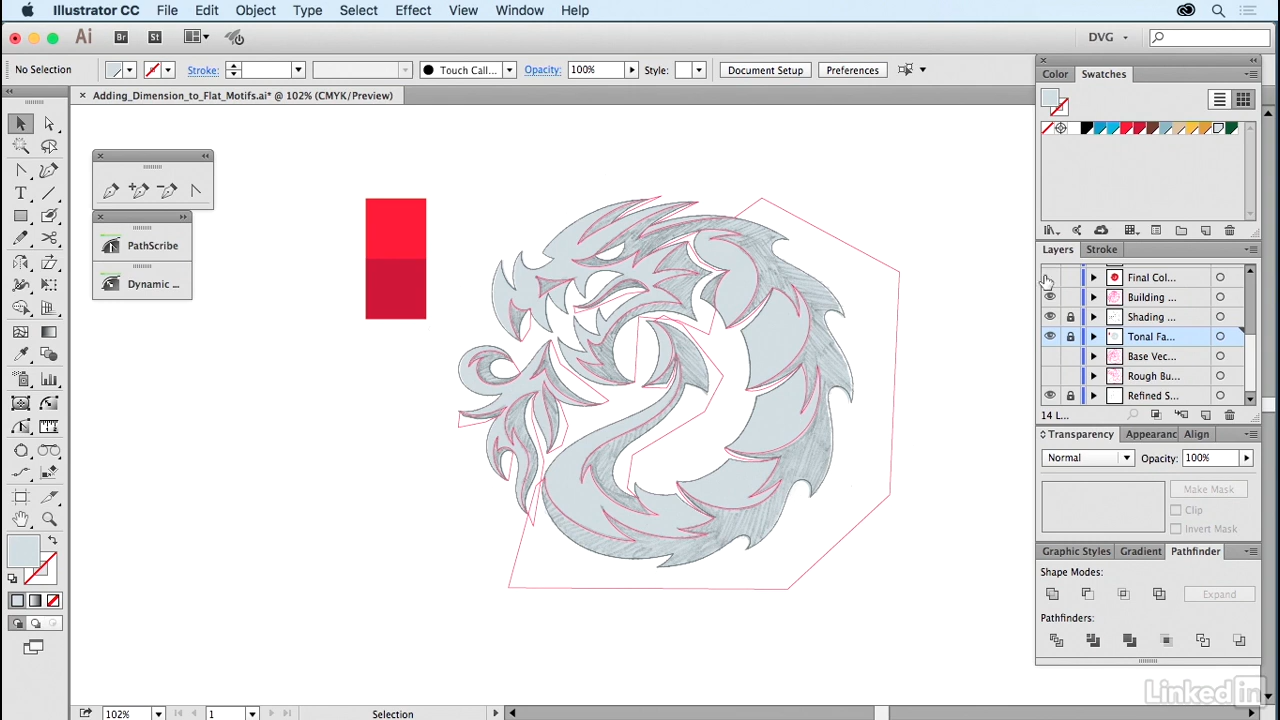 Illustrator CC File Edit Object Type Select Effect View Window Help
Ai Br St DVG
No Selection Stroke: Touch Call... Opacity: 100% Style: Document Setup Preferences
Adding_Dimension_to_Flat_Motifs.ai* @ 102% (CMYK/Preview)
Color Swatches
PathScribe
Dynamic ...
Layers Stroke
Final Col...
Building ...
Shading ...
Tonal Fa...
Base Vec...
Rough Bu...
Refined S...
14 L...
Transparency Appearanc Align
Normal Opacity: 100%
Make Mask
Clip
Invert Mask
Graphic Styles Gradient Pathfinder
Shape Modes:
Expand
Pathfinders:
102% 1 Selection
LinkedIn